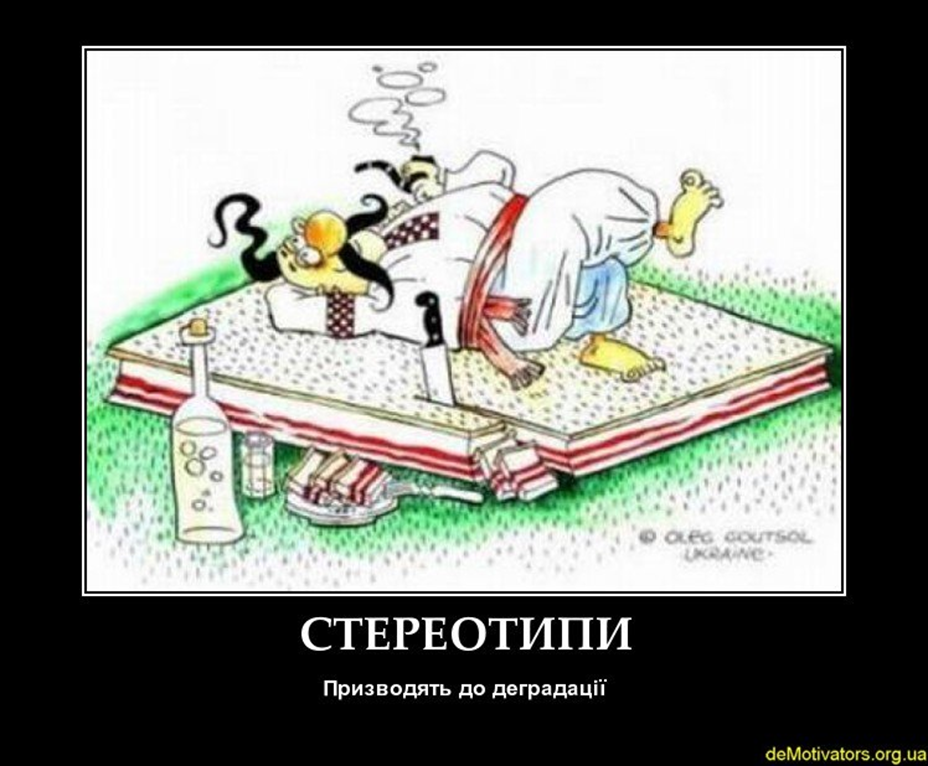 © OLEG GOUTSOL
UKRAINE
СТЕРЕОТИПИ
Призводять до деградації
deMotivators.org.ua